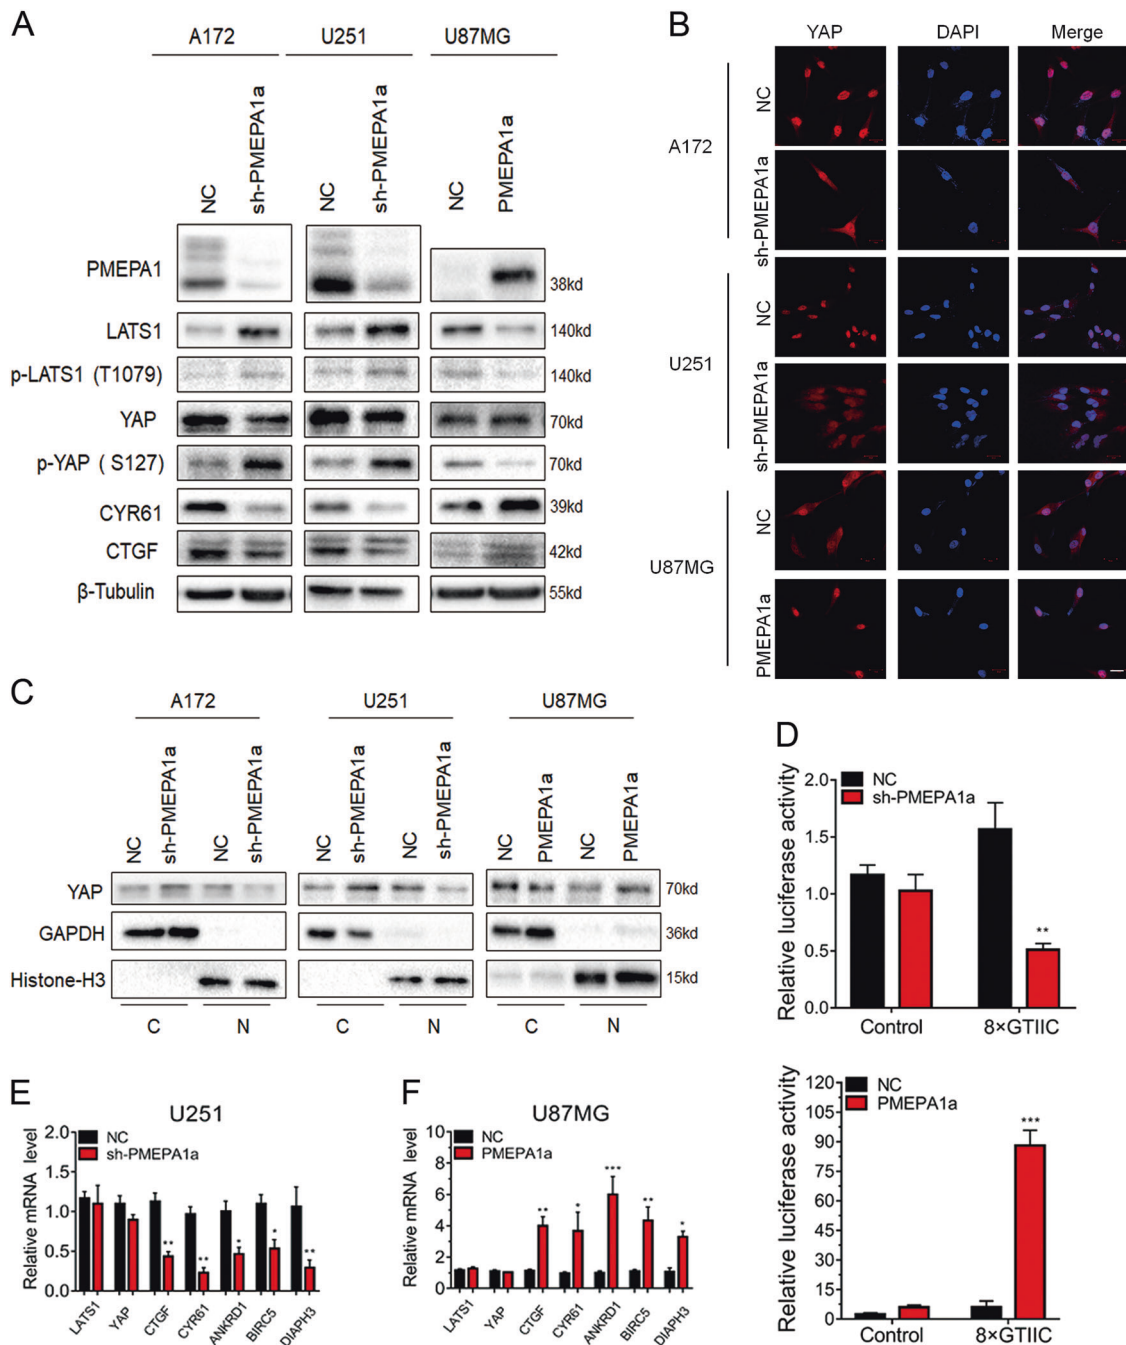 A
A172
U251
U87MG
NC
sh-PMEPA1a
NC
sh-PMEPA1a
NC
PMEPA1a
PMEPA1
38kd
LATS1
140kd
p-LATS1 (T1079)
140kd
YAP
70kd
p-YAP ( S127)
70kd
CYR61
39kd
CTGF
42kd
β-Tubulin
55kd
B
YAP
DAPI
Merge
A172
NC
sh-PMEPA1a
U251
NC
sh-PMEPA1a
U87MG
NC
PMEPA1a
C
A172
U251
U87MG
NC
sh-PMEPA1a
NC
sh-PMEPA1a
NC
sh-PMEPA1a
NC
sh-PMEPA1a
NC
PMEPA1a
NC
PMEPA1a
YAP
70kd
GAPDH
36kd
Histone-H3
15kd
C
N
C
N
C
N
D
Relative luciferase activity
2.0
1.5
1.0
0.5
0.0
NC
sh-PMEPA1a
**
Control
8×GTIIC
Relative luciferase activity
120
105
90
75
60
45
30
15
0
NC
PMEPA1a
***
Control
8×GTIIC
E
U251
Relative mRNA level
2.0
1.5
1.0
0.5
0.0
NC
sh-PMEPA1a
**
**
*
*
**
LATS1
YAP
CTGF
CYR61
ANKRD1
BIRC5
DIAPH3
F
U87MG
Relative mRNA level
10
8
6
4
2
0
NC
PMEPA1a
**
*
***
**
*
LATS1
YAP
CTGF
CYR61
ANKRD1
BIRC5
DIAPH3